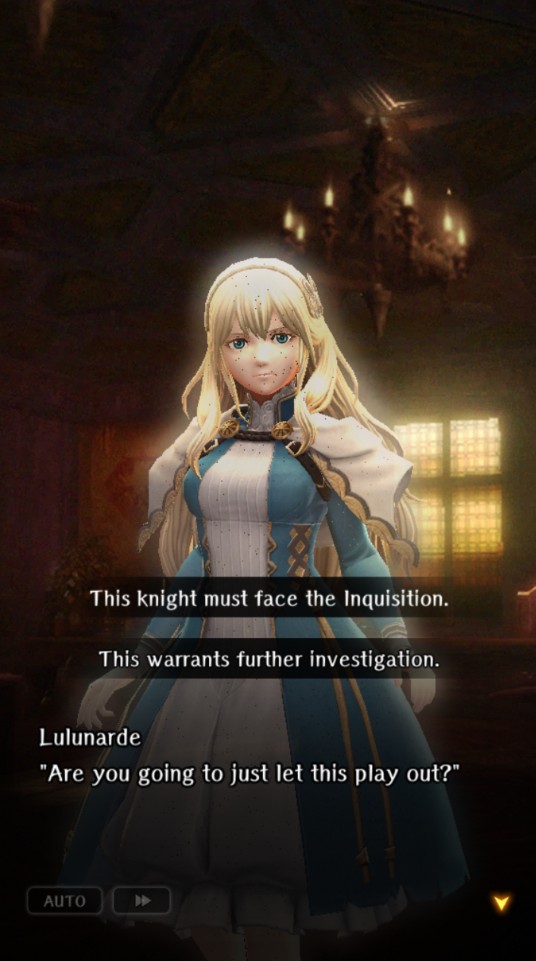 This knight must face the Inquisition.
This warrants further investigation.
Lulunarde
"Are you going to just let this play out?"
AUTO